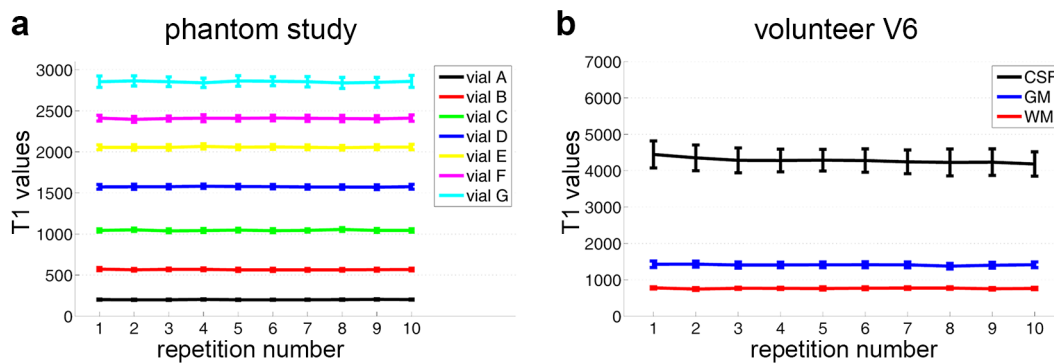 a
phantom study
T1 values
3000
2500
2000
1500
1000
500
0
1 2 3 4 5 6 7 8 9 10
repetition number
vial A
vial B
vial C
vial D
vial E
vial F
vial G
b
volunteer V6
T1 values
7000
6000
5000
4000
3000
2000
1000
0
1 2 3 4 5 6 7 8 9 10
repetition number
CSF
GM
WM